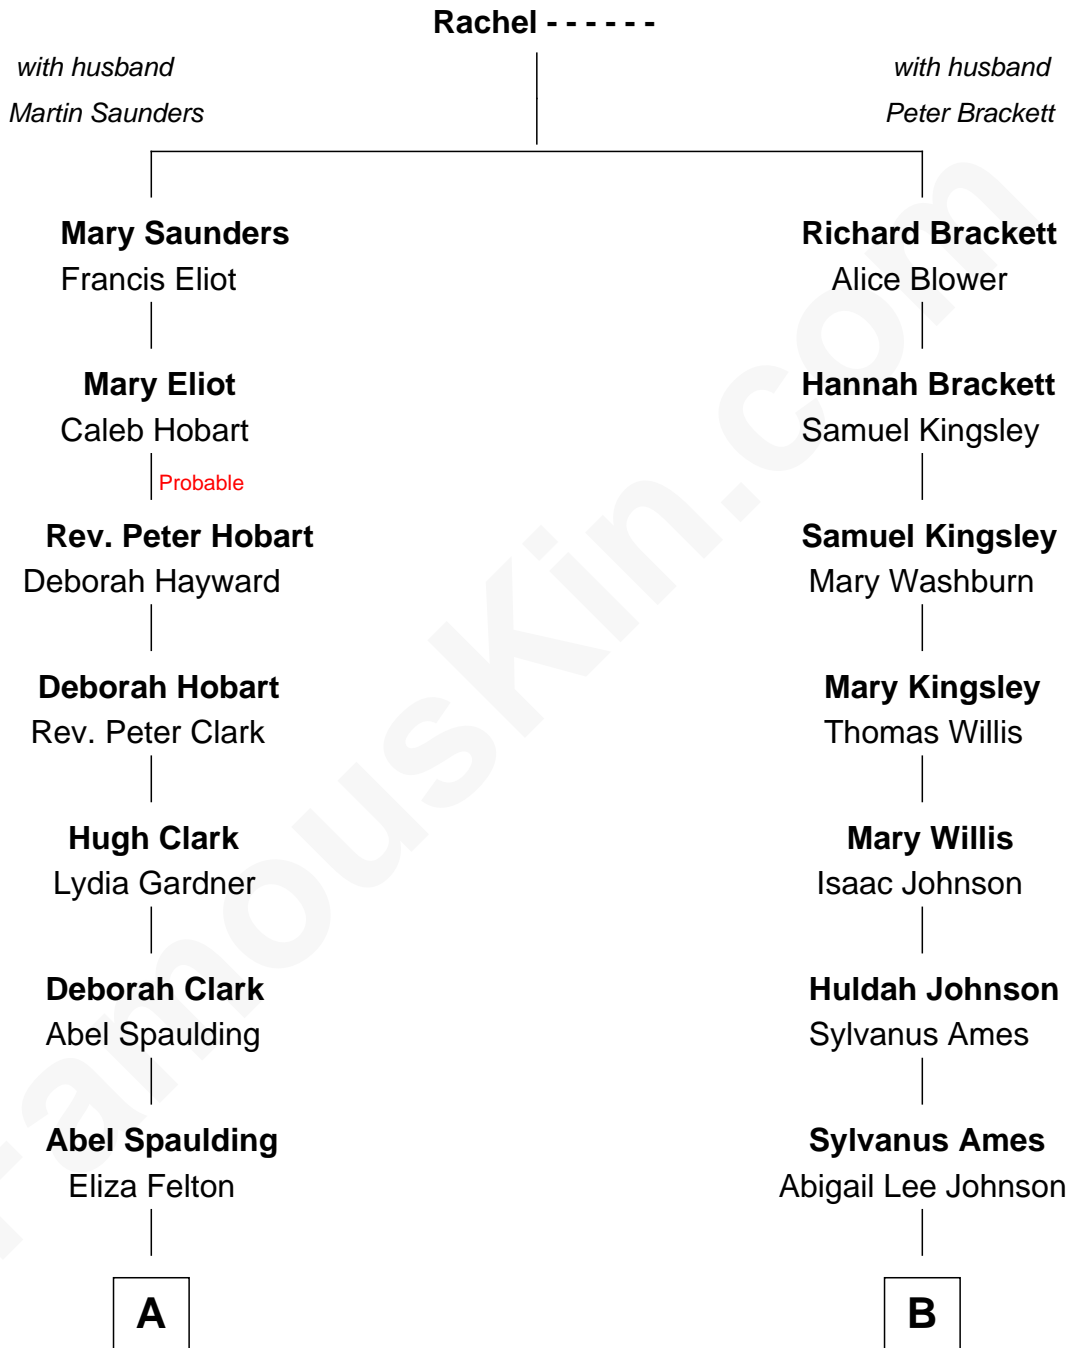 Rachel - - - - - -
with husband
Martin Saunders
with husband
Peter Brackett
Mary Saunders
Francis Eliot
Richard Brackett
Alice Blower
Mary Eliot
Caleb Hobart
Hannah Brackett
Samuel Kingsley
Probable
Rev. Peter Hobart
Deborah Hayward
Samuel Kingsley
Mary Washburn
Deborah Hobart
Rev. Peter Clark
Mary Kingsley
Thomas Willis
Hugh Clark
Lydia Gardner
Mary Willis
Isaac Johnson
Deborah Clark
Abel Spaulding
Huldah Johnson
Sylvanus Ames
Abel Spaulding
Eliza Felton
Sylvanus Ames
Abigail Lee Johnson
A
B
FamousKin.com